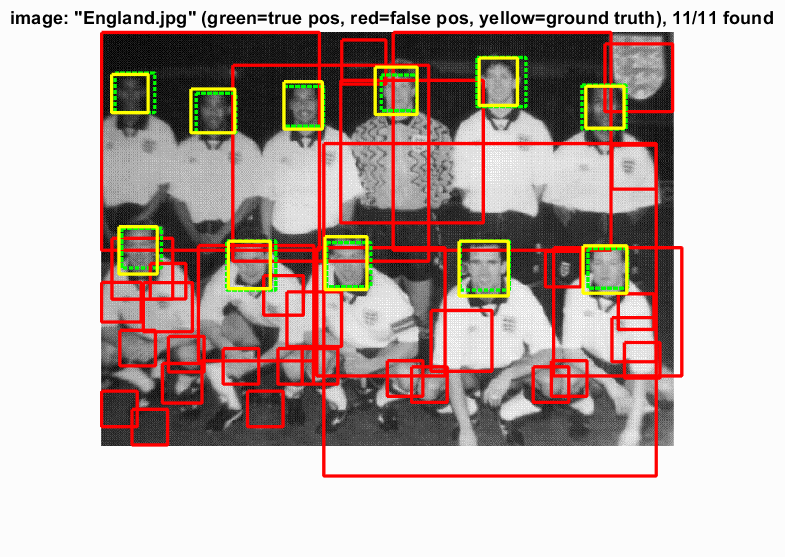 image: "England.jpg" (green=true pos, red=false pos, yellow=ground truth), 11/11 found